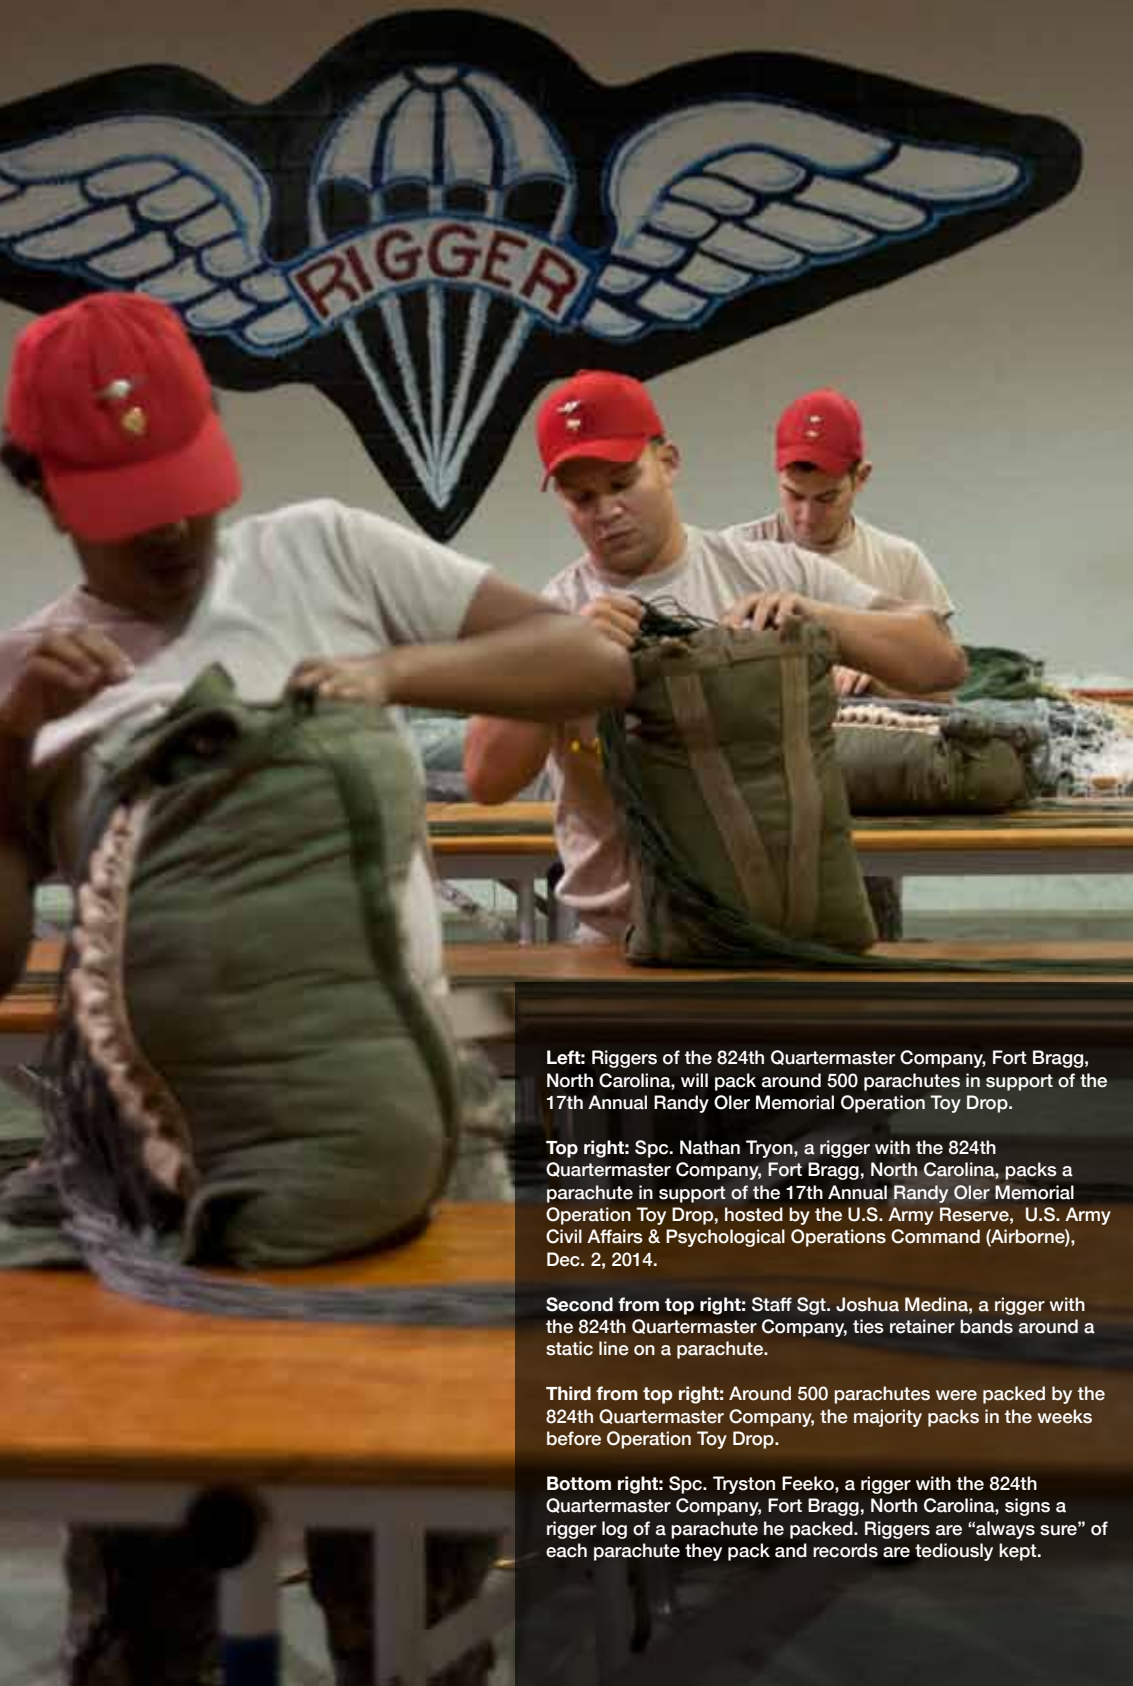 RIGGER
Left: Riggers of the 824th Quartermaster Company, Fort Bragg,
North Carolina, will pack around 500 parachutes in support of the
17th Annual Randy Oler Memorial Operation Toy Drop.
Top right: Spc. Nathan Tryon, a rigger with the 824th
Quartermaster Company, Fort Bragg, North Carolina, packs a
parachute in support of the 17th Annual Randy Oler Memorial
Operation Toy Drop, hosted by the U.S. Army Reserve,  U.S. Army
Civil Affairs & Psychological Operations Command (Airborne),
Dec. 2, 2014.
Second from top right: Staff Sgt. Joshua Medina, a rigger with
the 824th Quartermaster Company, ties retainer bands around a
static line on a parachute.
Third from top right: Around 500 parachutes were packed by the
824th Quartermaster Company, the majority packs in the weeks
before Operation Toy Drop.
Bottom right: Spc. Tryston Feeko, a rigger with the 824th
Quartermaster Company, Fort Bragg, North Carolina, signs a
rigger log of a parachute he packed. Riggers are “always sure” of
each parachute they pack and records are tediously kept.